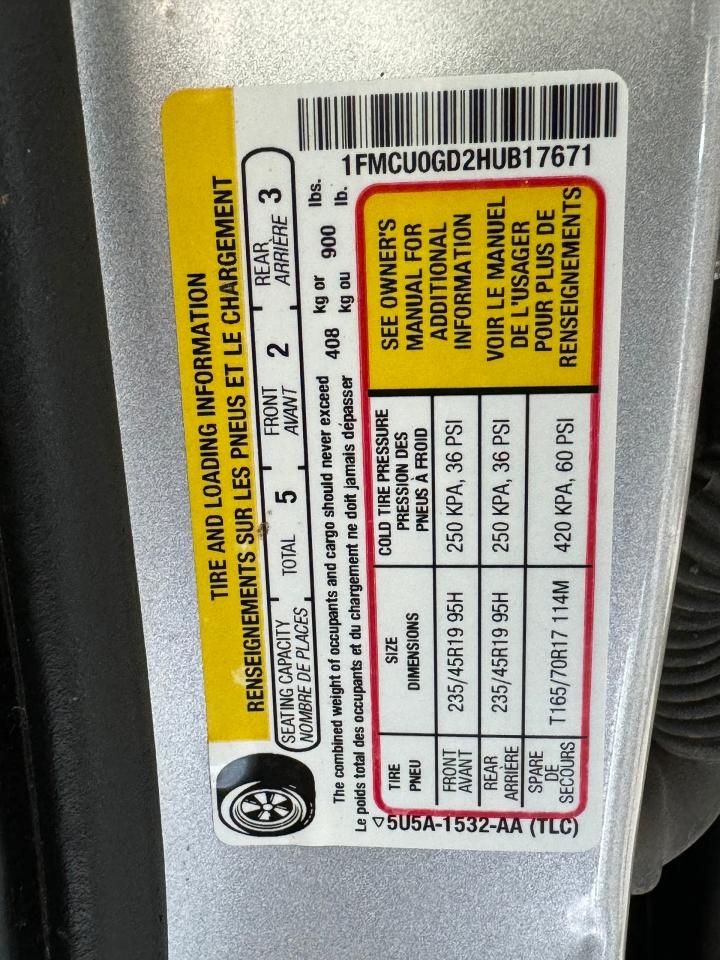 TIRE AND LOADING INFORMATION
RENSEIGNEMENTS SUR LES PNEUS ET LE CHARGEMENT
SEATING CAPACITY TOTAL 5 FRONT 2 REAR 3
NOMBRE DE PLACES AVANT ARRIÈRE
The combined weight of occupants and cargo should never exceed 408 kg or 900 lbs.
Le poids total des occupants et du chargement ne doit jamais dépasser kg ou lb.
TIRE SIZE COLD TIRE PRESSURE
PNEU DIMENSIONS PRESSION DES
PNEUS À FROID
FRONT 235/45R19 95H 250 KPA, 36 PSI
AVANT
REAR 235/45R19 95H 250 KPA, 36 PSI
ARRIÈRE
SPARE T165/70R17 114M 420 KPA, 60 PSI
DE
SECOURS
SEE OWNER'S
MANUAL FOR
ADDITIONAL
INFORMATION
VOIR LE MANUEL
DE L'USAGER
POUR PLUS DE
RENSEIGNEMENTS
1FMCU0GD2HUB17671
5U5A-1532-AA (TLC)